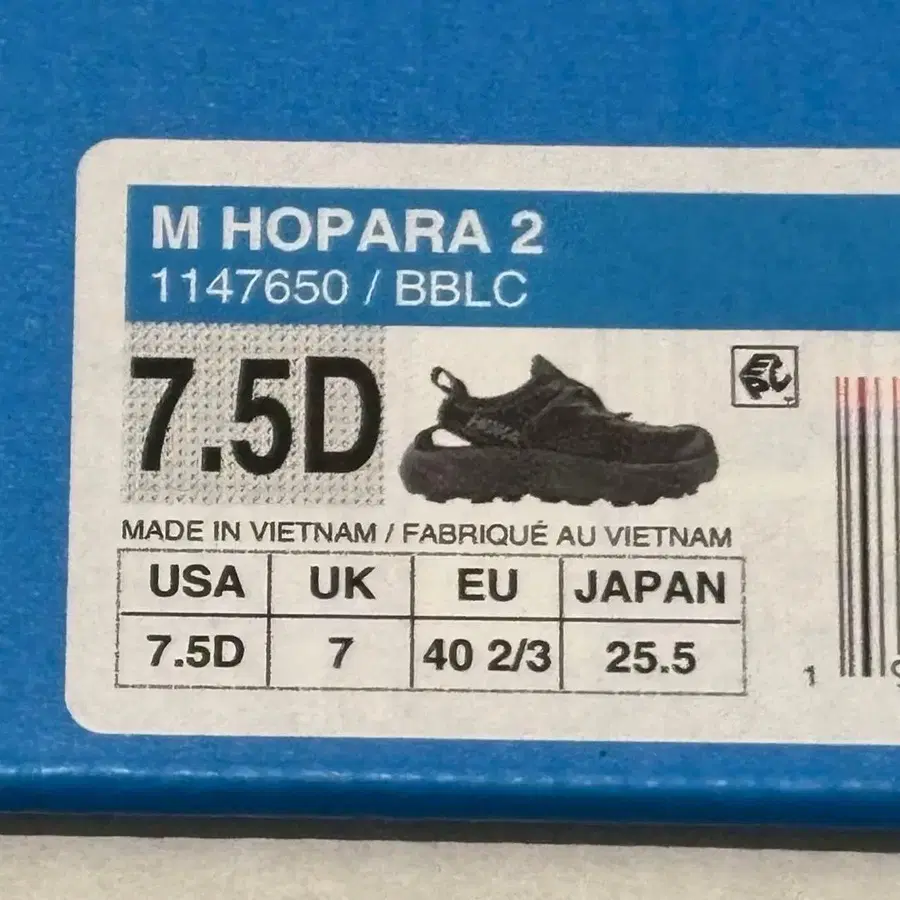 M HOPARA 2
1147650 / BBLC
7.5D
MADE IN VIETNAM / FABRIQUÉ AU VIETNAM
USA UK EU JAPAN
7.5D 7 40 2/3 25.5
1